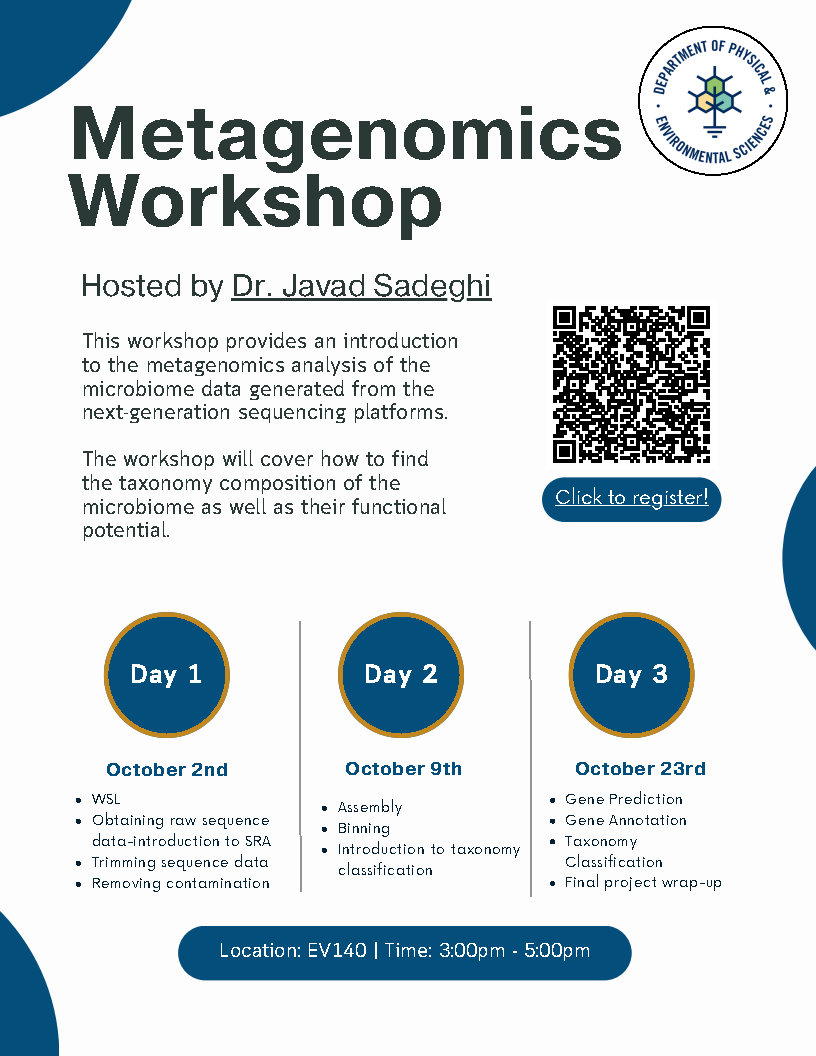 DEPARTMENT OF PHYSICAL &
ENVIRONMENTAL SCIENCES
Metagenomics
Workshop
Hosted by Dr. Javad Sadeghi
This workshop provides an introduction
to the metagenomics analysis of the
microbiome data generated from the
next-generation sequencing platforms.
The workshop will cover how to find
the taxonomy composition of the
microbiome as well as their functional
potential.
Click to register!
Day 1
October 2nd
• WSL
• Obtaining raw sequence
data-introduction to SRA
• Trimming sequence data
• Removing contamination
Day 2
October 9th
• Assembly
• Binning
• Introduction to taxonomy
classification
Day 3
October 23rd
• Gene Prediction
• Gene Annotation
• Taxonomy
Classification
• Final project wrap-up
Location: EV140 | Time: 3:00pm - 5:00pm